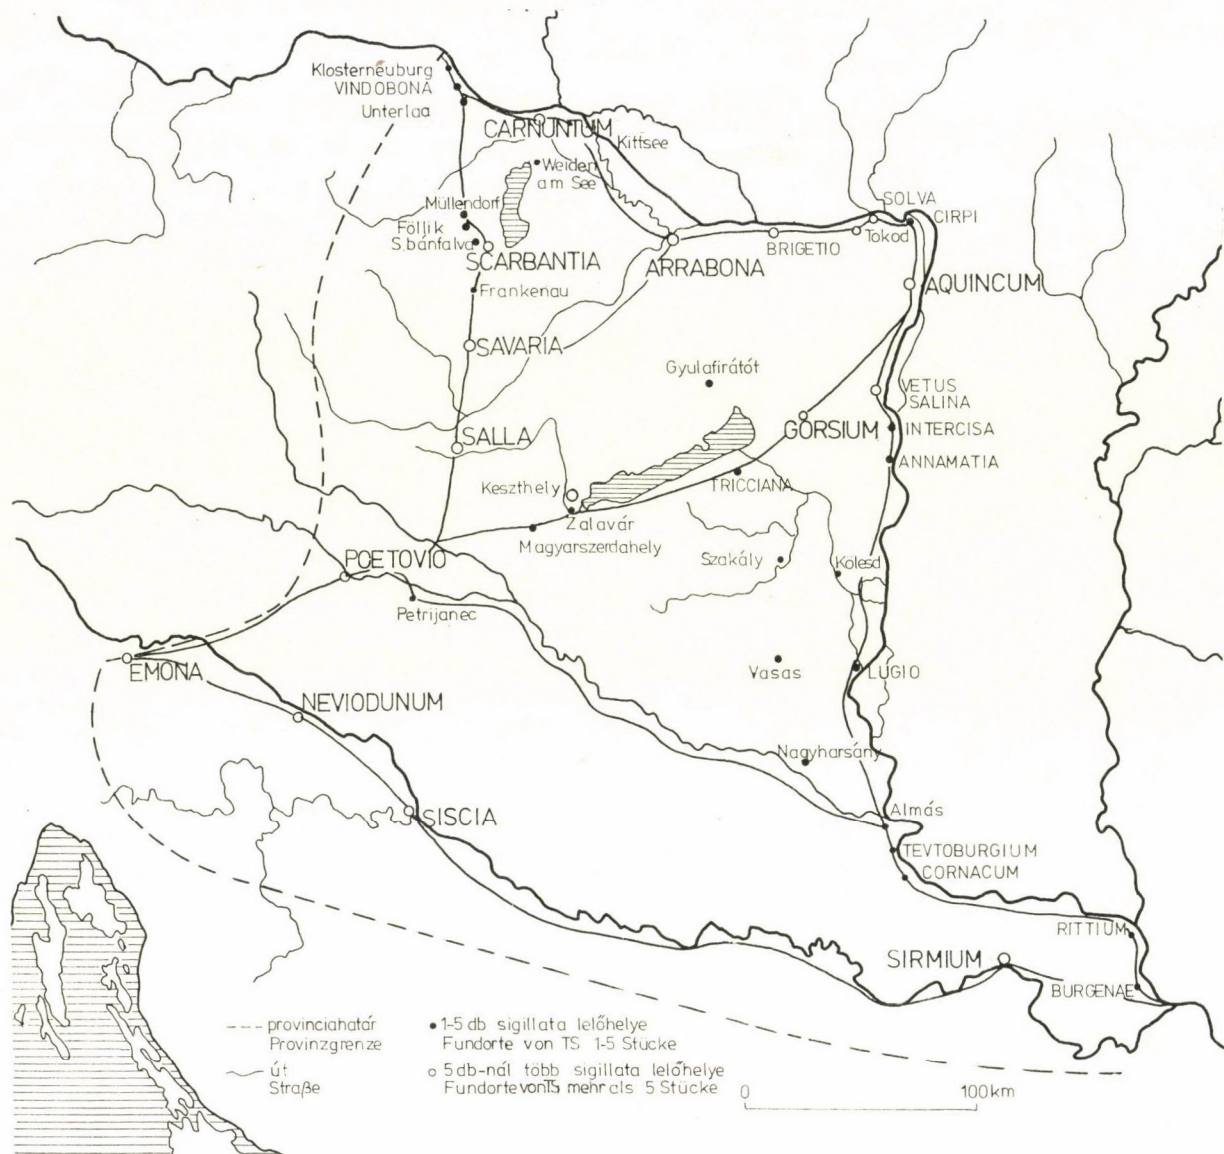 Klosterneuburg
VINDOBONA
Unterlaa
CARNUNTUM
Kittsee
Weiden
am See
SOLVA
CIRPI
Müllendorf
Föllik
S.bánfalva
SCARBANTIA
ARRABONA
BRIGETIO
Tokod
AQUINCUM
Frankenau
SAVARIA
Gyulafirátót
VETUS
SALINA
SALLA
GORSIUM
INTERCISA
ANNAMATIA
Keszthely
TRICCIANA
Zalavár
Magyarszerdahely
POETOVIO
Szakály
Kölesd
Petrijanec
EMONA
Vasas
LUGIO
NEVIODUNUM
Nagyharsány
SISCIA
Almás
TEVTOBURGIUM
CORNACUM
RITTIUM
SIRMIUM
BURGENAE
provinciahatár
Provinzgrenze
út
Straße
1-5 db sigillata lelőhelye
Fundorte von TS 1-5 Stücke
5 db-nál több sigillata lelőhelye
Fundorte von TS mehr als 5 Stücke
0 100 km